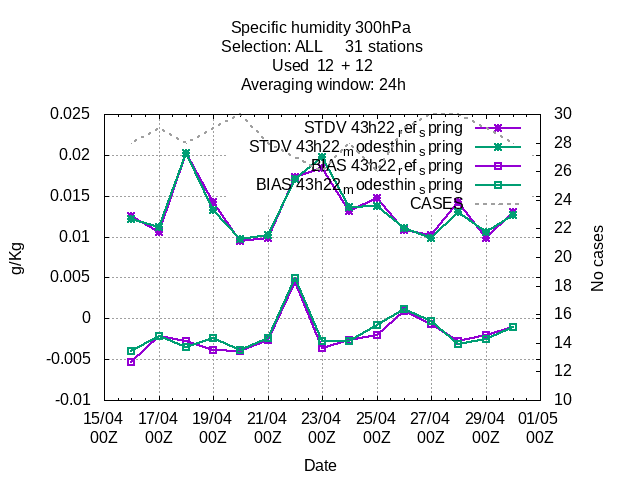 Specific humidity 300hPa
Selection: ALL 31 stations
Used 12 + 12
Averaging window: 24h
0.025
0.02
0.015
0.01
0.005
0
-0.005
-0.01
g/Kg
30
28
26
24
22
20
18
16
14
12
10
No cases
STDV 43h22_ref_spring
STDV 43h22_modesthin_spring
BIAS 43h22_ref_spring
BIAS 43h22_modesthin_spring
CASES
15/04 17/04 19/04 21/04 23/04 25/04 27/04 29/04 01/05
00Z 00Z 00Z 00Z 00Z 00Z 00Z 00Z 00Z
Date